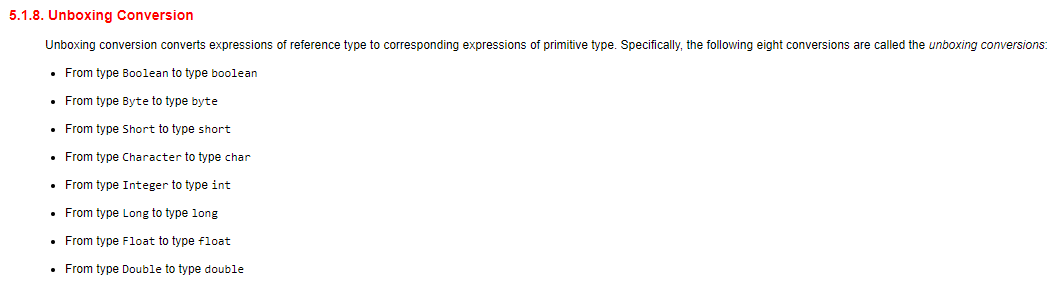 5.1.8. Unboxing Conversion
Unboxing conversion converts expressions of reference type to corresponding expressions of primitive type. Specifically, the following eight conversions are called the unboxing conversions:
• From type Boolean to type boolean
• From type Byte to type byte
• From type Short to type short
• From type Character to type char
• From type Integer to type int
• From type Long to type long
• From type Float to type float
• From type Double to type double